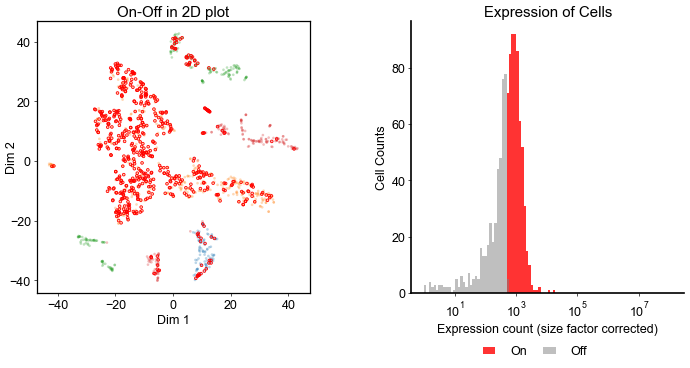 On-Off in 2D plot
Dim 2
40
20
0
−20
−40
−40 −20 0 20 40
Dim 1
Expression of Cells
Cell Counts
80
60
40
20
0
10^1 10^3 10^5 10^7
Expression count (size factor corrected)
On Off